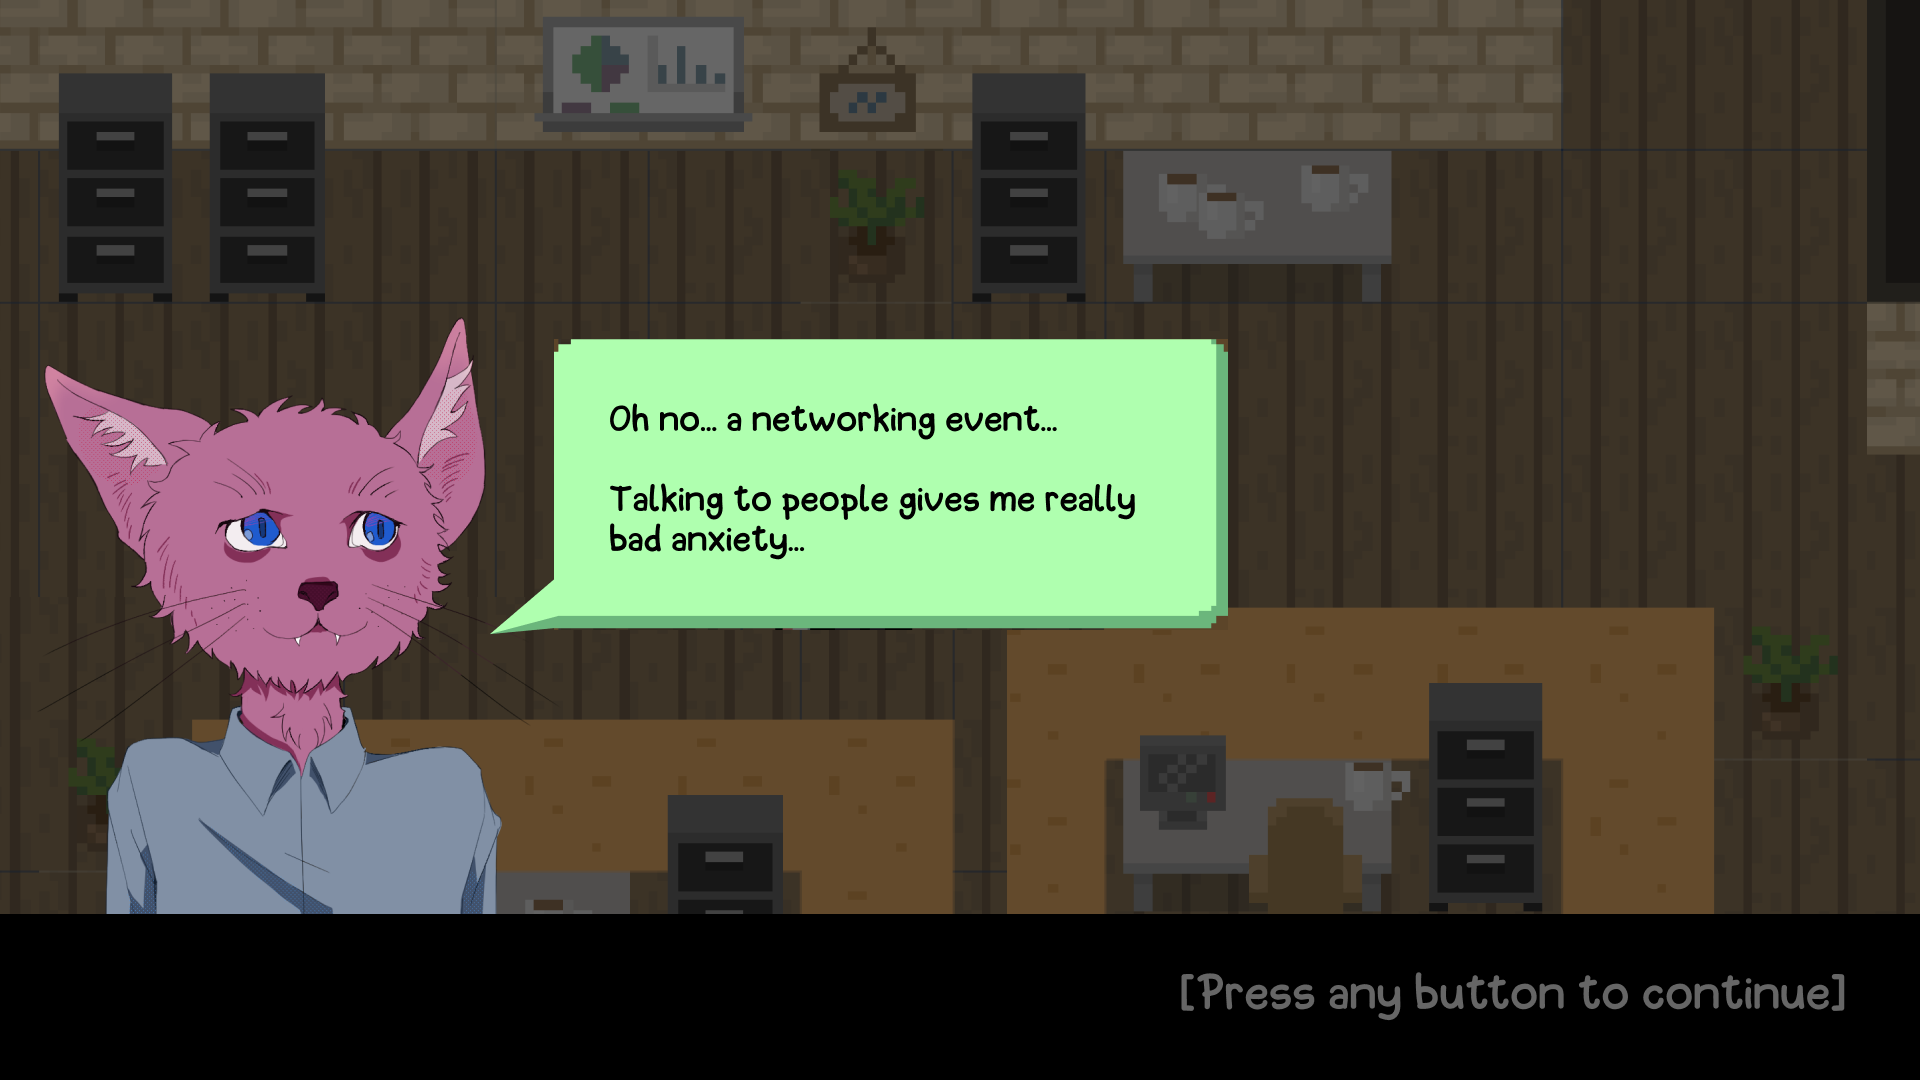 Oh no... a networking event...
Talking to people gives me really
bad anxiety...
[Press any button to continue]